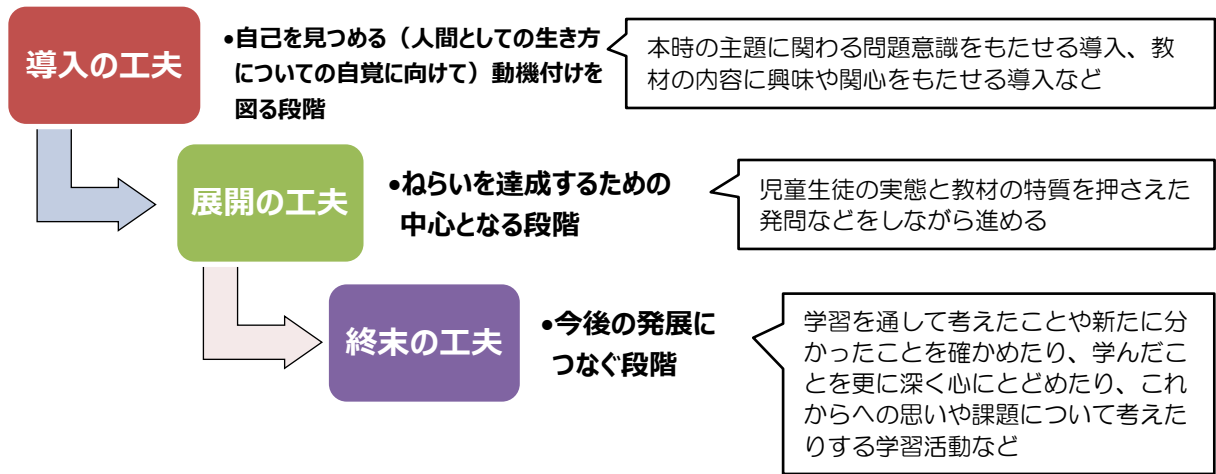 導入の工夫
•自己を見つめる（人間としての生き方
についての自覚に向けて）動機付けを
図る段階
本時の主題に関わる問題意識をもたせる導入、教
材の内容に興味や関心をもたせる導入など
展開の工夫
•ねらいを達成するための
中心となる段階
児童生徒の実態と教材の特質を押さえた
発問などをしながら進める
終末の工夫
•今後の発展に
つなぐ段階
学習を通して考えたことや新たに分
かったことを確かめたり、学んだこ
とを更に深く心にとどめたり、これ
からへの思いや課題について考えた
りする学習活動など